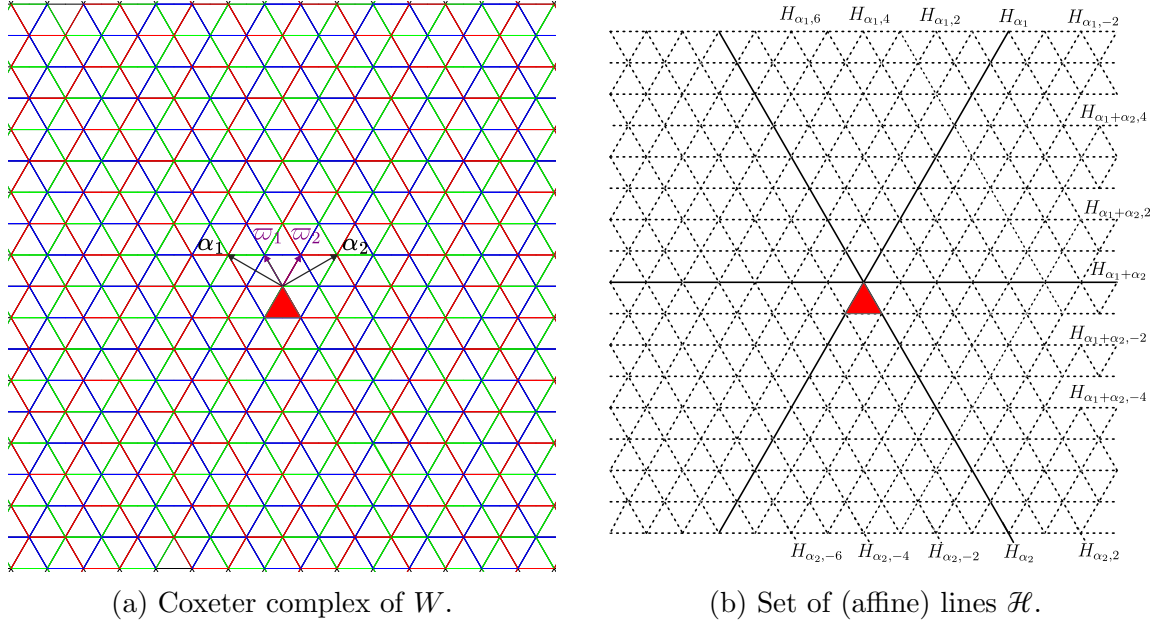 α₁ ϖ₁ ϖ₂ α₂
(a) Coxeter complex of W.
H_{α₁,6} H_{α₁,4} H_{α₁,2} H_{α₁} H_{α₁,−2}
H_{α₁+α₂,4}
H_{α₁+α₂,2}
H_{α₁+α₂}
H_{α₁+α₂,−2}
H_{α₁+α₂,−4}
H_{α₂,−6} H_{α₂,−4} H_{α₂,−2} H_{α₂} H_{α₂,2}
(b) Set of (affine) lines ℋ.